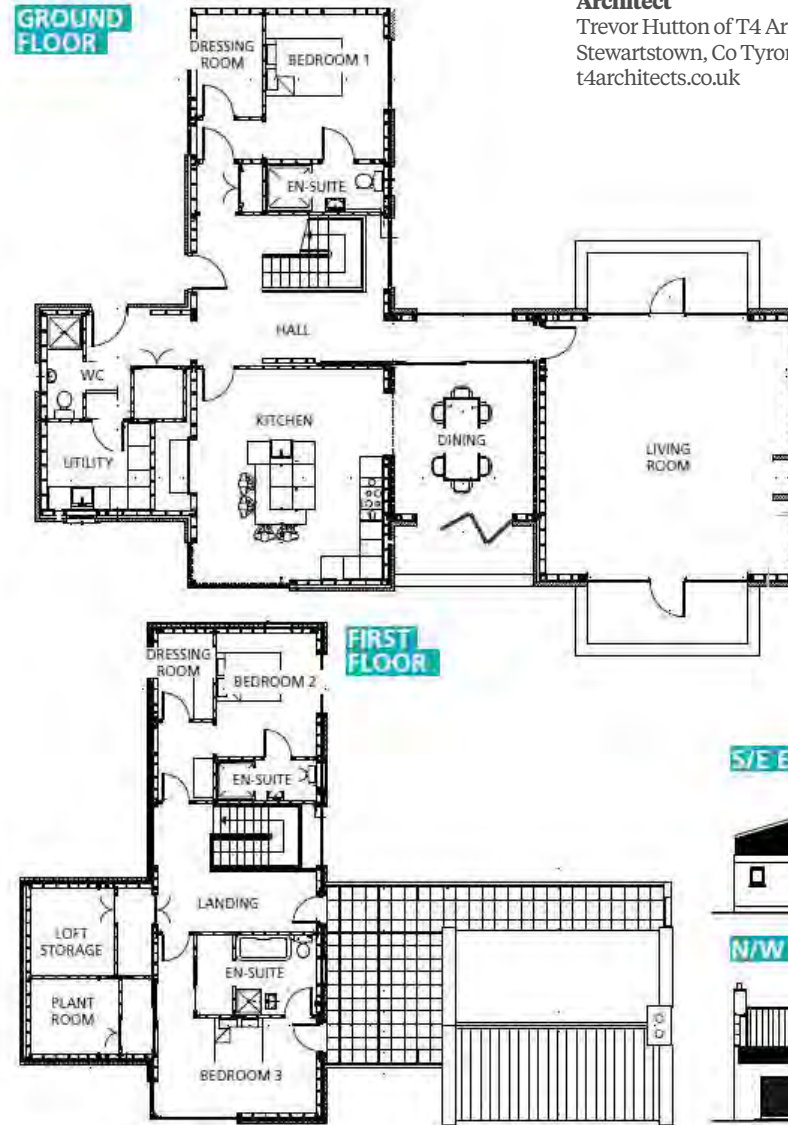 GROUND
FLOOR
Architect
Trevor Hutton of T4
Stewartstown, Co
t4architects.co.uk
DRESSING
ROOM
BEDROOM 1
EN-SUITE
HALL
WC
KITCHEN
DINING
UTILITY
LIVING
ROOM
FIRST
FLOOR
DRESSING
ROOM
BEDROOM 2
EN-SUITE
LANDING
LOFT
STORAGE
EN-SUITE
PLANT
ROOM
BEDROOM 3
S/E
N/W